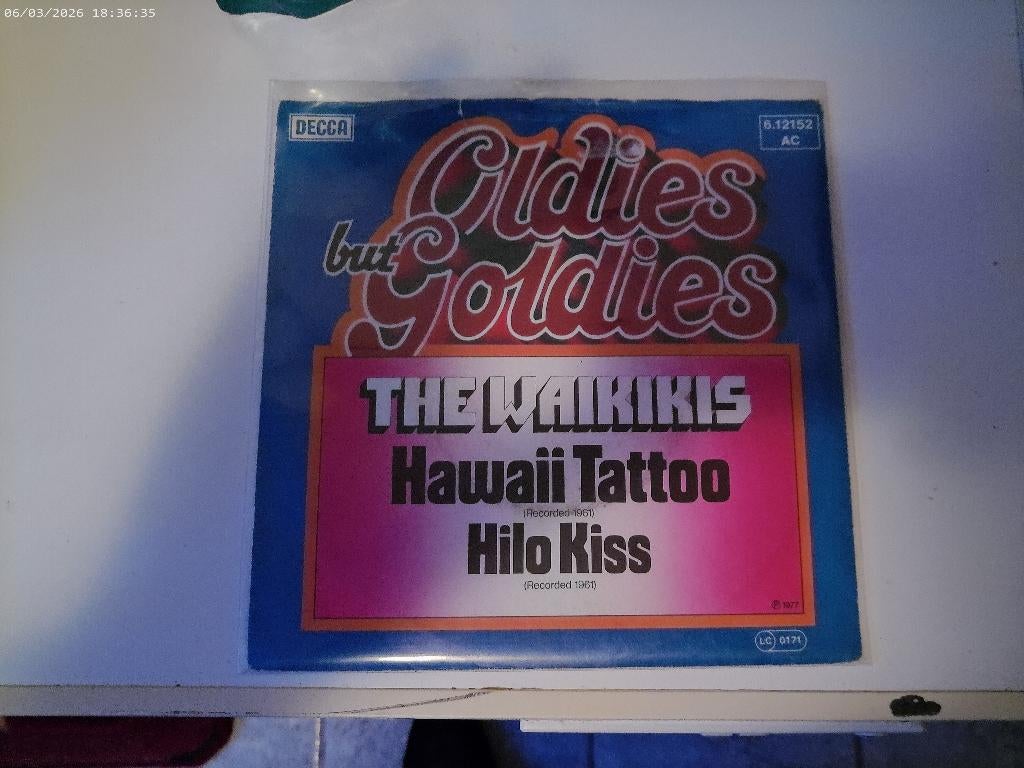 06/03/2026 18:36:35
DECCA
6.12152
AC
Oldies
but Goldies
THE WAIKIKIS
Hawaii Tattoo
(Recorded 1961)
Hilo Kiss
(Recorded 1961)
℗ 1977
LC 0171